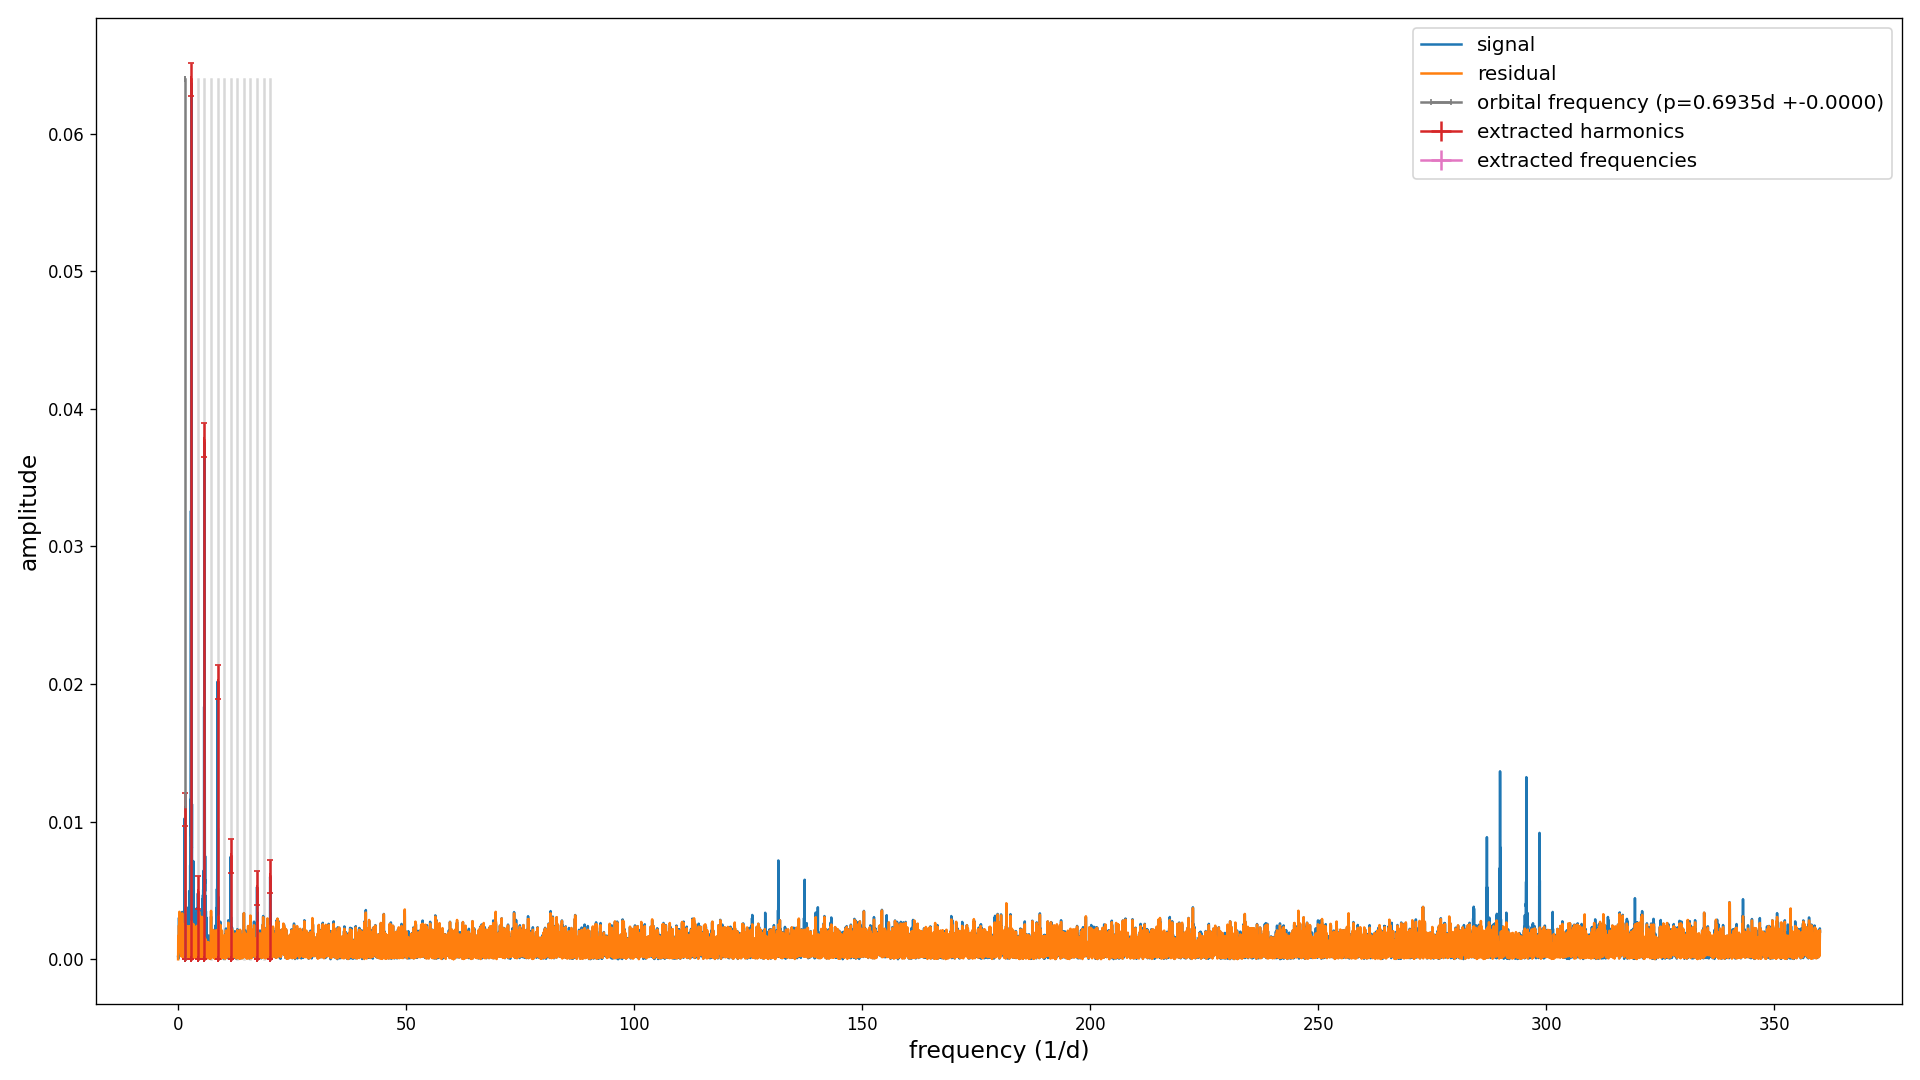 signal
residual
orbital frequency (p=0.6935d +-0.0000)
extracted harmonics
extracted frequencies
0.06
0.05
0.04
0.03
0.02
0.01
0.00
amplitude
0 50 100 150 200 250 300 350
frequency (1/d)